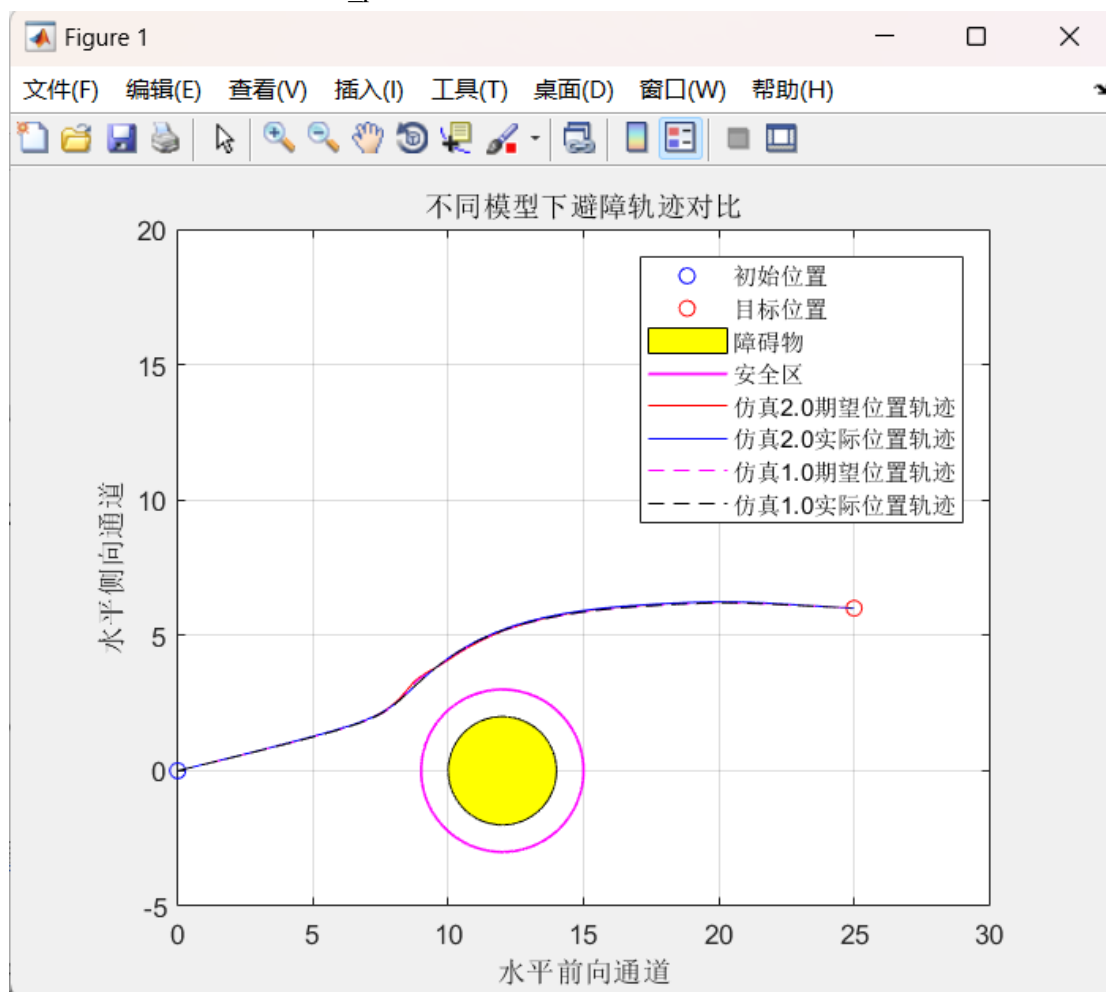 Figure 1
文件(F) 编辑(E) 查看(V) 插入(I) 工具(T) 桌面(D) 窗口(W) 帮助(H)
不同模型下避障轨迹对比
20
15
10
5
0
-5
水平侧向通道
初始位置
目标位置
障碍物
安全区
仿真2.0期望位置轨迹
仿真2.0实际位置轨迹
仿真1.0期望位置轨迹
仿真1.0实际位置轨迹
0 5 10 15 20 25 30
水平前向通道